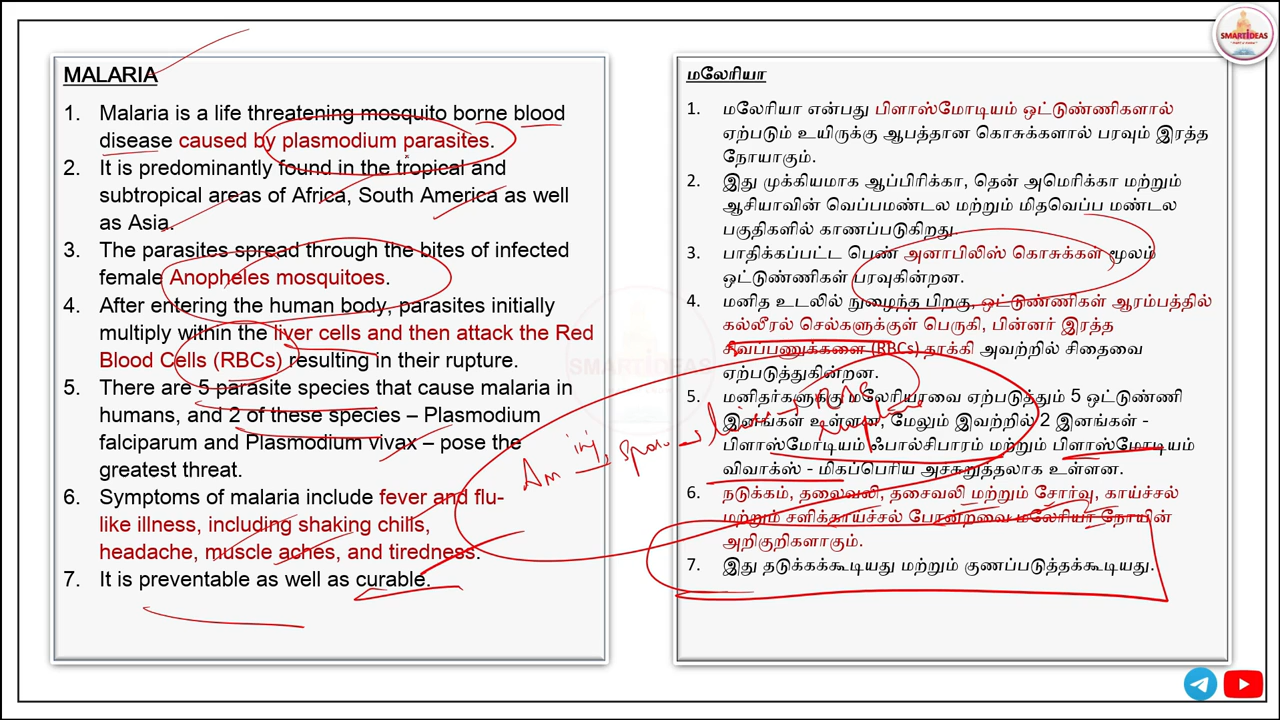 SMARTIDEAS
MALARIA
1. Malaria is a life threatening mosquito borne blood
disease caused by plasmodium parasites.
2. It is predominantly found in the tropical and
subtropical areas of Africa, South America as well
as Asia.
3. The parasites spread through the bites of infected
female Anopheles mosquitoes.
4. After entering the human body, parasites initially
multiply within the liver cells and then attack the Red
Blood Cells (RBCs) resulting in their rupture.
5. There are 5 parasite species that cause malaria in
humans, and 2 of these species – Plasmodium
falciparum and Plasmodium vivax – pose the
greatest threat.
6. Symptoms of malaria include fever and flu-
like illness, including shaking chills,
headache, muscle aches, and tiredness.
7. It is preventable as well as curable.
மலேரியா
1. மலேரியா என்பது பிளாஸ்மோடியம் ஒட்டுண்ணிகளால்
ஏற்படும் உயிருக்கு ஆபத்தான கொசுக்களால் பரவும் இரத்த
நோயாகும்.
2. இது முக்கியமாக ஆப்பிரிக்கா, தென் அமெரிக்கா மற்றும்
ஆசியாவின் வெப்பமண்டல மற்றும் மிதவெப்ப மண்டல
பகுதிகளில் காணப்படுகிறது.
3. பாதிக்கப்பட்ட பெண் அனாபிலிஸ் கொசுக்கள் மூலம்
ஒட்டுண்ணிகள் பரவுகின்றன.
4. மனித உடலில் நுழைந்த பிறகு, ஒட்டுண்ணிகள் ஆரம்பத்தில்
கல்லீரல் செல்களுக்குள் பெருகி, பின்னர் இரத்த
சிவப்பணுக்களை (RBCs) தாக்கி அவற்றில் சிதைவை
ஏற்படுத்துகின்றன.
5. மனிதர்களுக்கு மலேரியாவை ஏற்படுத்தும் 5 ஒட்டுண்ணி
இனங்கள் உள்ளன, மேலும் இவற்றில் 2 இனங்கள் -
பிளாஸ்மோடியம் ஃபால்சிபாரம் மற்றும் பிளாஸ்மோடியம்
விவாக்ஸ் - மிகப்பெரிய அச்சுறுத்தலாக உள்ளன.
6. நடுக்கம், தலைவலி, தசைவலி மற்றும் சோர்வு, காய்ச்சல்
மற்றும் சளிக்காய்ச்சல் போன்றவை மலேரியா நோயின்
அறிகுறிகளாகும்.
7. இது தடுக்கக்கூடியது மற்றும் குணப்படுத்தக்கூடியது.
SMARTIDEAS